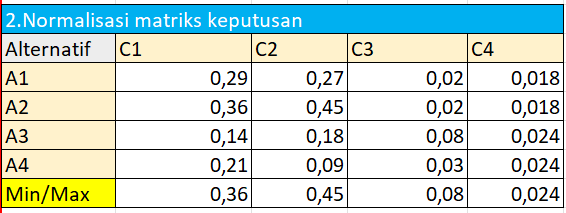 2.Normalisasi matriks keputusan
Alternatif C1 C2 C3 C4
A1 0,29 0,27 0,02 0,018
A2 0,36 0,45 0,02 0,018
A3 0,14 0,18 0,08 0,024
A4 0,21 0,09 0,03 0,024
Min/Max 0,36 0,45 0,08 0,024